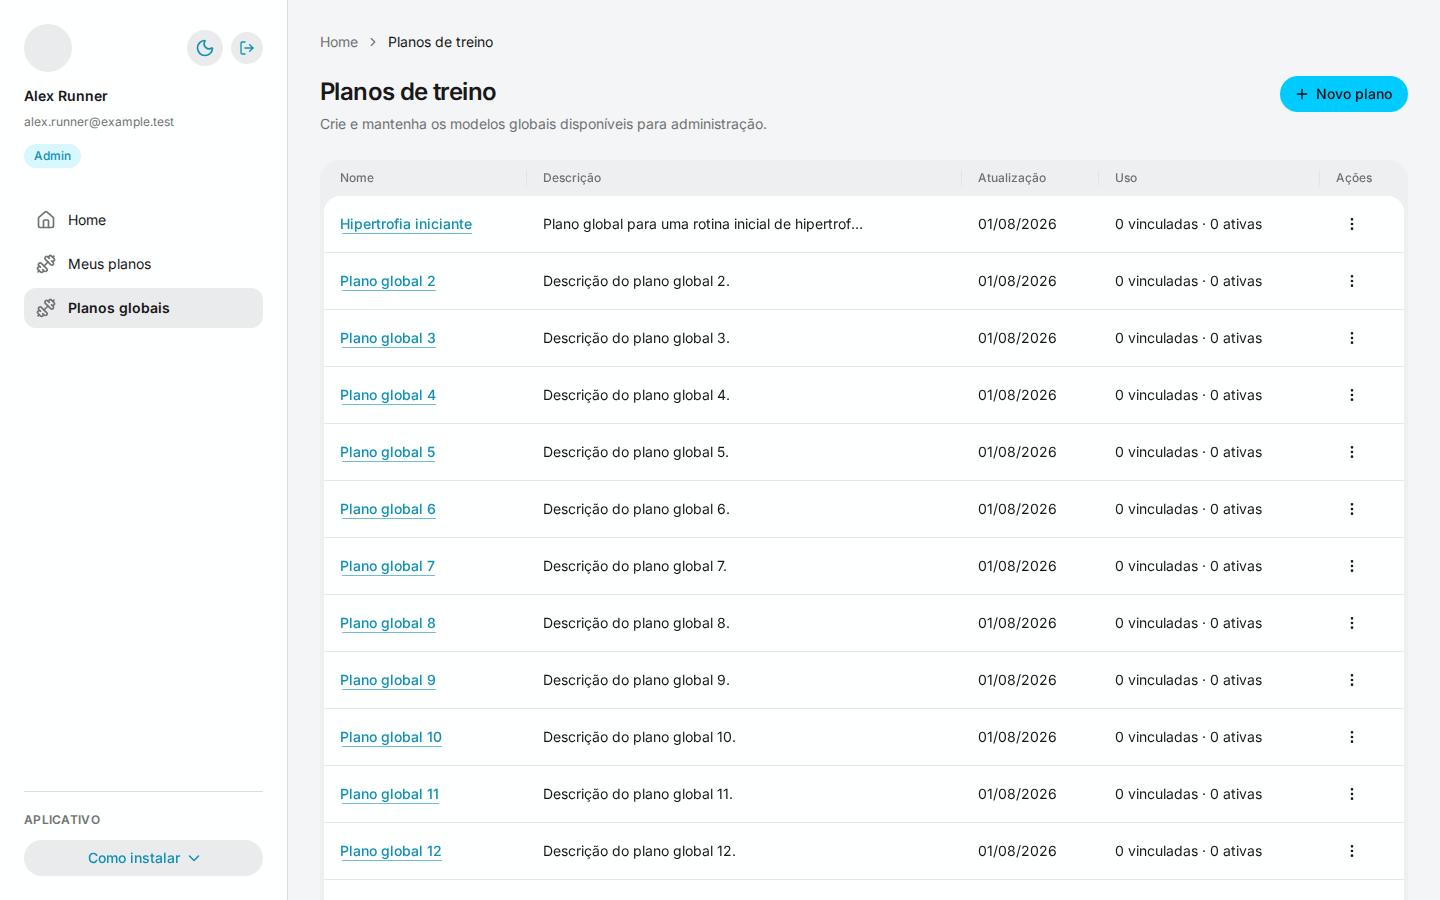 Alex Runner
alex.runner@example.test
Admin
Home
Meus planos
Planos globais
APLICATIVO
Como instalar
Home > Planos de treino
Planos de treino
Crie e mantenha os modelos globais disponíveis para administração.
+ Novo plano
Nome Descrição Atualização Uso Ações
Hipertrofia iniciante Plano global para uma rotina inicial de hipertrof... 01/08/2026 0 vinculadas · 0 ativas
Plano global 2 Descrição do plano global 2. 01/08/2026 0 vinculadas · 0 ativas
Plano global 3 Descrição do plano global 3. 01/08/2026 0 vinculadas · 0 ativas
Plano global 4 Descrição do plano global 4. 01/08/2026 0 vinculadas · 0 ativas
Plano global 5 Descrição do plano global 5. 01/08/2026 0 vinculadas · 0 ativas
Plano global 6 Descrição do plano global 6. 01/08/2026 0 vinculadas · 0 ativas
Plano global 7 Descrição do plano global 7. 01/08/2026 0 vinculadas · 0 ativas
Plano global 8 Descrição do plano global 8. 01/08/2026 0 vinculadas · 0 ativas
Plano global 9 Descrição do plano global 9. 01/08/2026 0 vinculadas · 0 ativas
Plano global 10 Descrição do plano global 10. 01/08/2026 0 vinculadas · 0 ativas
Plano global 11 Descrição do plano global 11. 01/08/2026 0 vinculadas · 0 ativas
Plano global 12 Descrição do plano global 12. 01/08/2026 0 vinculadas · 0 ativas